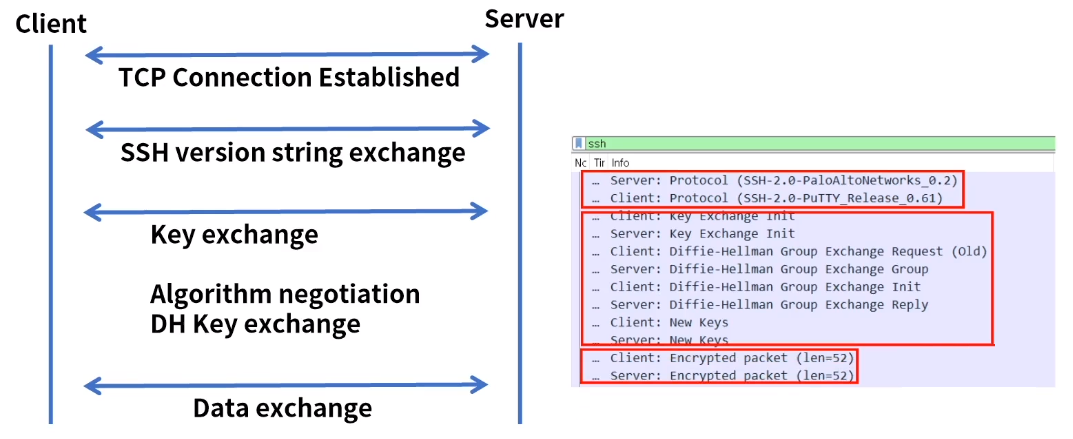 Client
Server
TCP Connection Established
SSH version string exchange
Key exchange
Algorithm negotiation
DH Key exchange
Data exchange
ssh
Nc Tir Info
... Server: Protocol (SSH-2.0-PaloAltoNetworks_0.2)
... Client: Protocol (SSH-2.0-PuTTY_Release_0.61)
... Client: Key Exchange Init
... Server: Key Exchange Init
... Client: Diffie-Hellman Group Exchange Request (Old)
... Server: Diffie-Hellman Group Exchange Group
... Client: Diffie-Hellman Group Exchange Init
... Server: Diffie-Hellman Group Exchange Reply
... Client: New Keys
... Server: New Keys
... Client: Encrypted packet (len=52)
... Server: Encrypted packet (len=52)